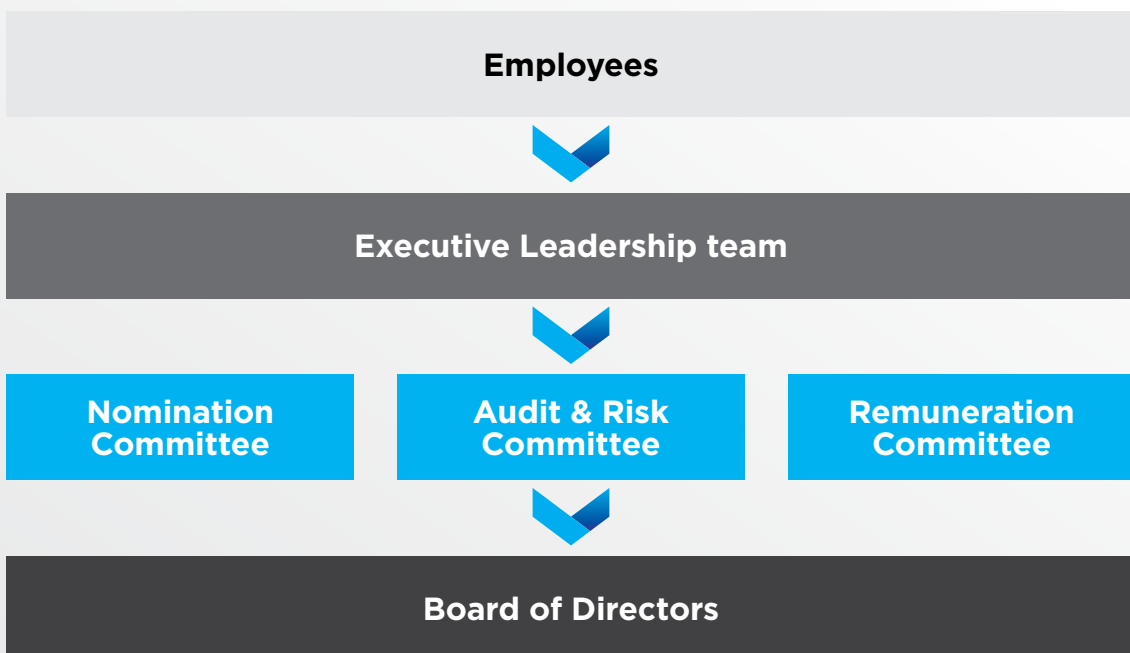 Employees
Executive Leadership team
Nomination
Committee
Audit & Risk
Committee
Remuneration
Committee
Board of Directors